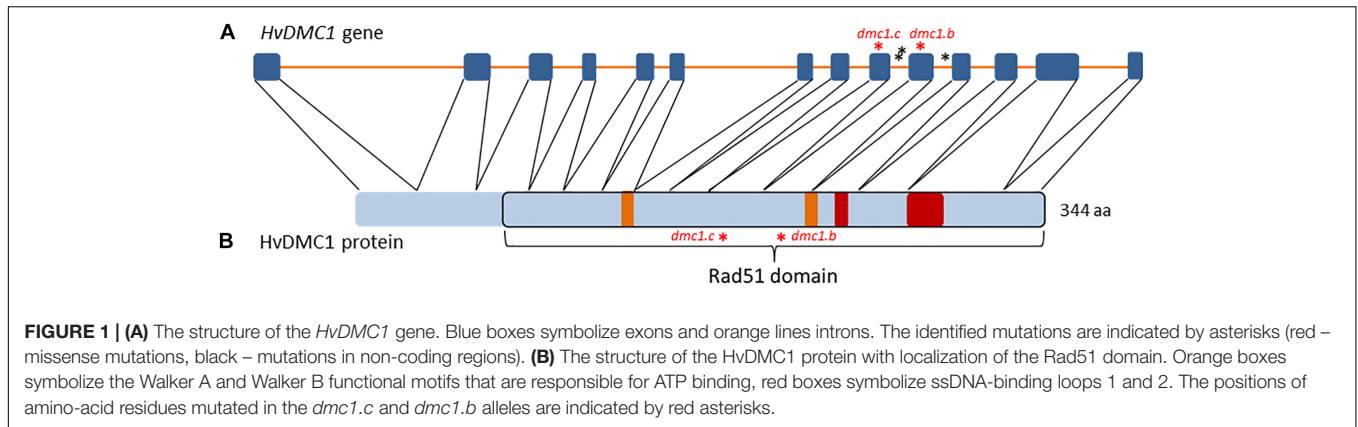 A HvDMC1 gene
dmc1.c dmc1.b
* *
* * *
344 aa
B HvDMC1 protein
dmc1.c * * dmc1.b
Rad51 domain
FIGURE 1 | (A) The structure of the HvDMC1 gene. Blue boxes symbolize exons and orange lines introns. The identified mutations are indicated by asterisks (red –
missense mutations, black – mutations in non-coding regions). (B) The structure of the HvDMC1 protein with localization of the Rad51 domain. Orange boxes
symbolize the Walker A and Walker B functional motifs that are responsible for ATP binding, red boxes symbolize ssDNA-binding loops 1 and 2. The positions of
amino-acid residues mutated in the dmc1.c and dmc1.b alleles are indicated by red asterisks.